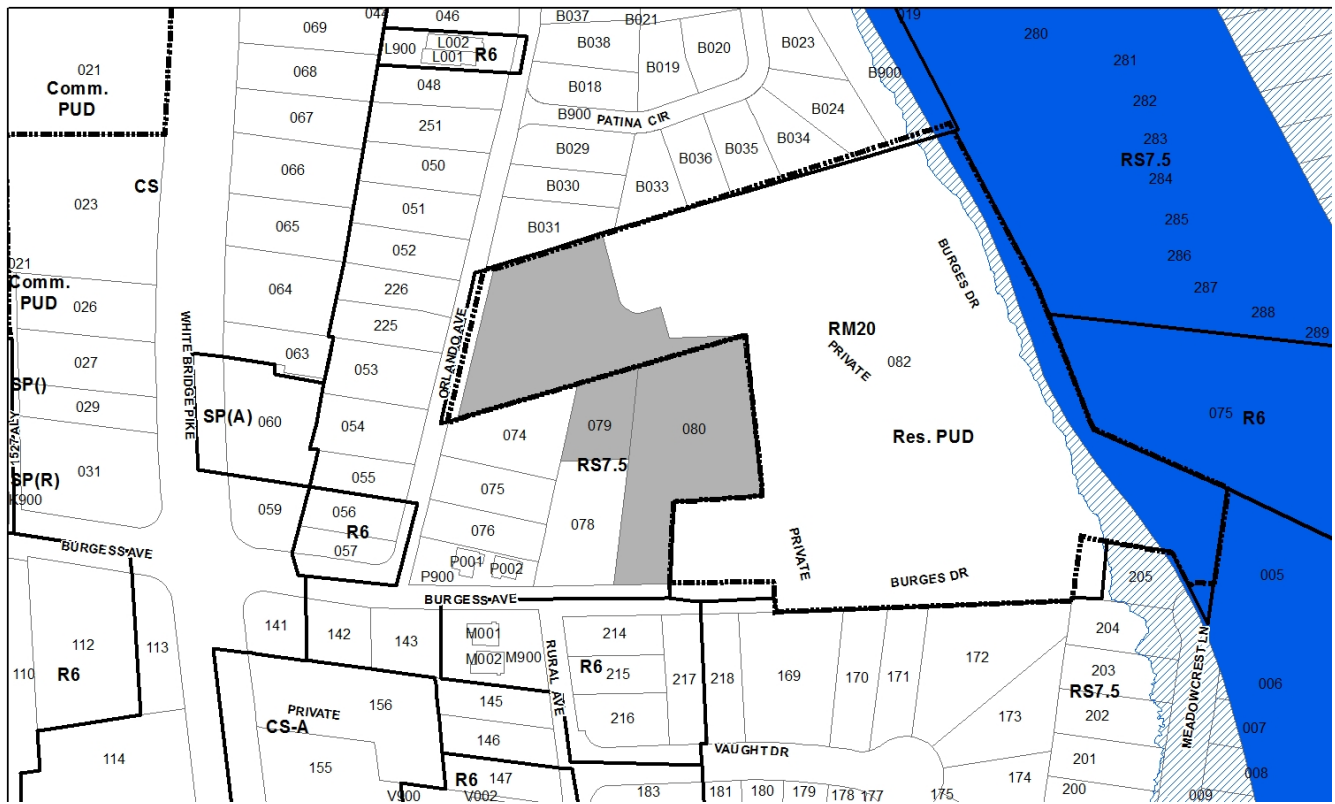 044
046
B037
B021
019
069
L002
L900
R6
L001
B038
B020
B023
280
021
Comm.
PUD
068
B019
B900
281
048
B018
282
067
B900
PATINA CIR
B024
251
B034
283
B029
B035
RS7.5
066
050
B036
284
CS
B030
B033
023
051
285
065
B031
052
286
021
Comm.
PUD
064
226
BURGES DR
287
026
225
288
WHITE BRIDGE PIKE
ORLANDO AVE
RM20
289
063
PRIVATE
082
027
053
SP()
029
SP(A)
060
054
079
080
075
R6
074
Res. PUD
1527 ALY
RS7.5
031
SP(R)
055
075
K900
059
056
R6
076
078
057
BURGESS AVE
PRIVATE
P001
P002
P900
BURGES DR
205
005
BURGESS AVE
141
142
143
M001
214
204
112
113
RURAL AVE
M002
M900
R6
215
217
218
169
170
171
172
203
110
R6
RS7.5
MEADOWCREST LN
006
156
145
216
202
PRIVATE
173
CS-A
007
146
VAUGHT DR
201
114
155
R6
147
174
008
V900
V002
183
181
180
179
178
177
175
200
009